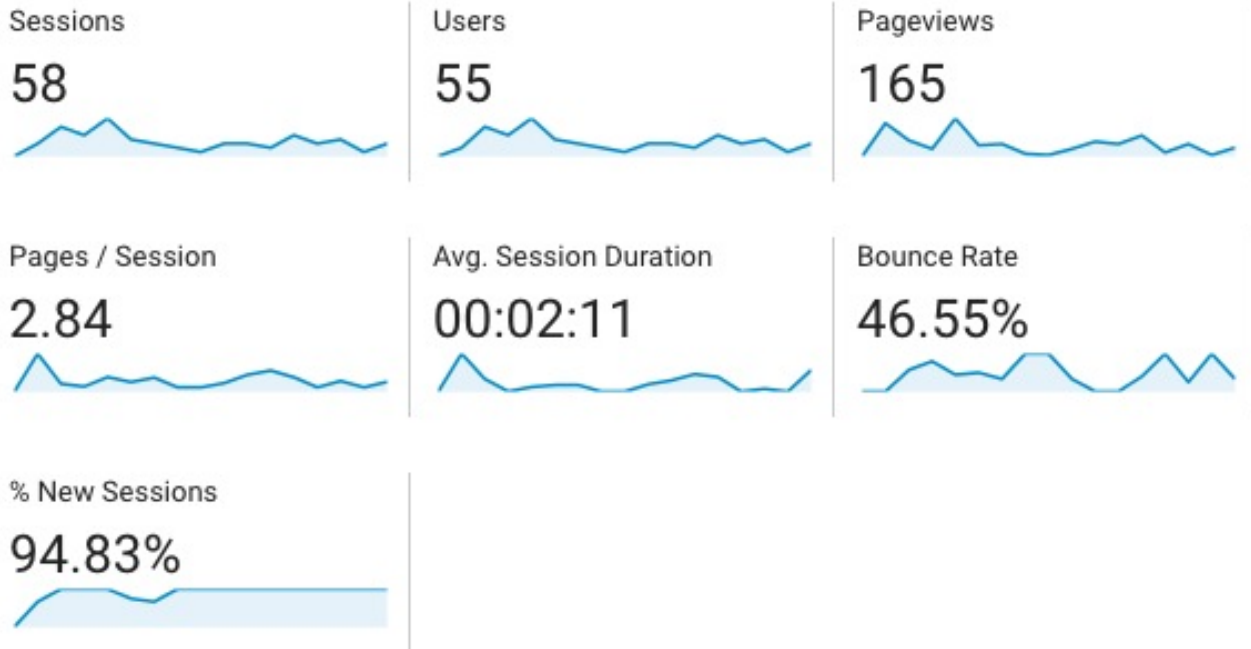 Sessions
58
Users
55
Pageviews
165
Pages / Session
2.84
Avg. Session Duration
00:02:11
Bounce Rate
46.55%
% New Sessions
94.83%